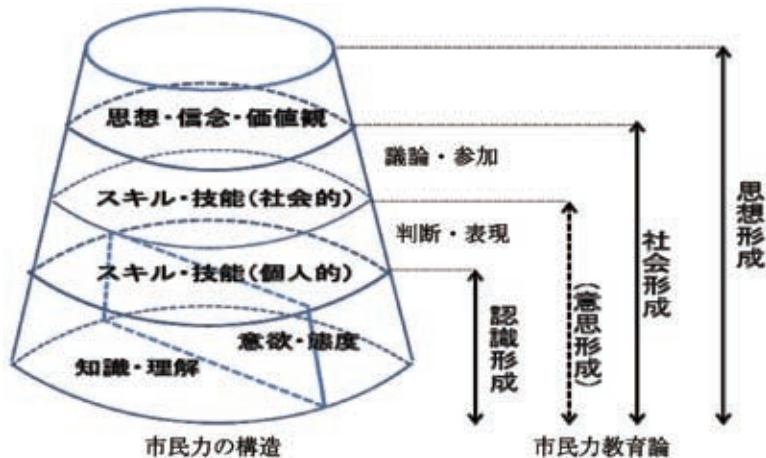 思想・信念・価値観
スキル・技能(社会的)
スキル・技能(個人的)
意欲・態度
知識・理解
議論・参加
判断・表現
認識形成
(意思形成)
社会形成
思想形成
市民力の構造
市民力教育論